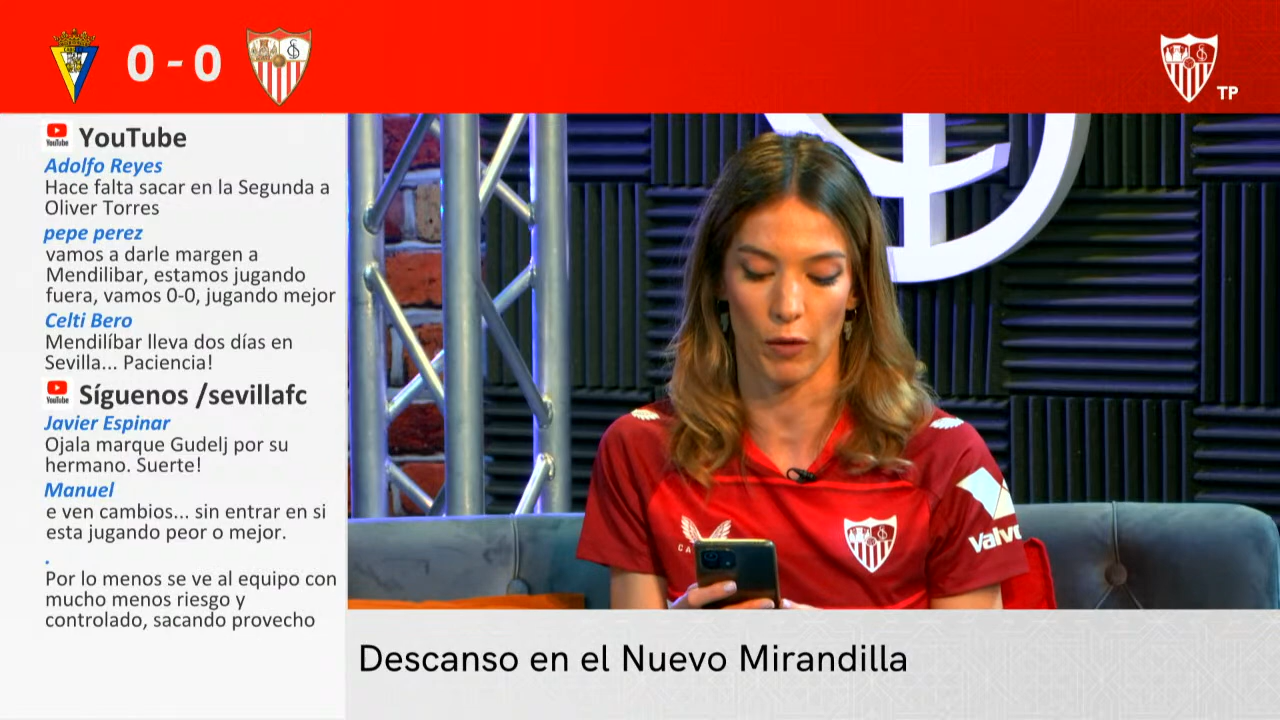 0 - 0
TP
YouTube
YouTube
Adolfo Reyes
Hace falta sacar en la Segunda a
Oliver Torres
pepe perez
vamos a darle margen a
Mendilibar, estamos jugando
fuera, vamos 0-0, jugando mejor
Celti Bero
Mendilíbar lleva dos días en
Sevilla... Paciencia!
YouTube
Síguenos /sevillafc
Javier Espinar
Ojala marque Gudelj por su
hermano. Suerte!
Manuel
e ven cambios... sin entrar en si
esta jugando peor o mejor.
.
Por lo menos se ve al equipo con
mucho menos riesgo y
controlado, sacando provecho
CA
Valvo
Descanso en el Nuevo Mirandilla